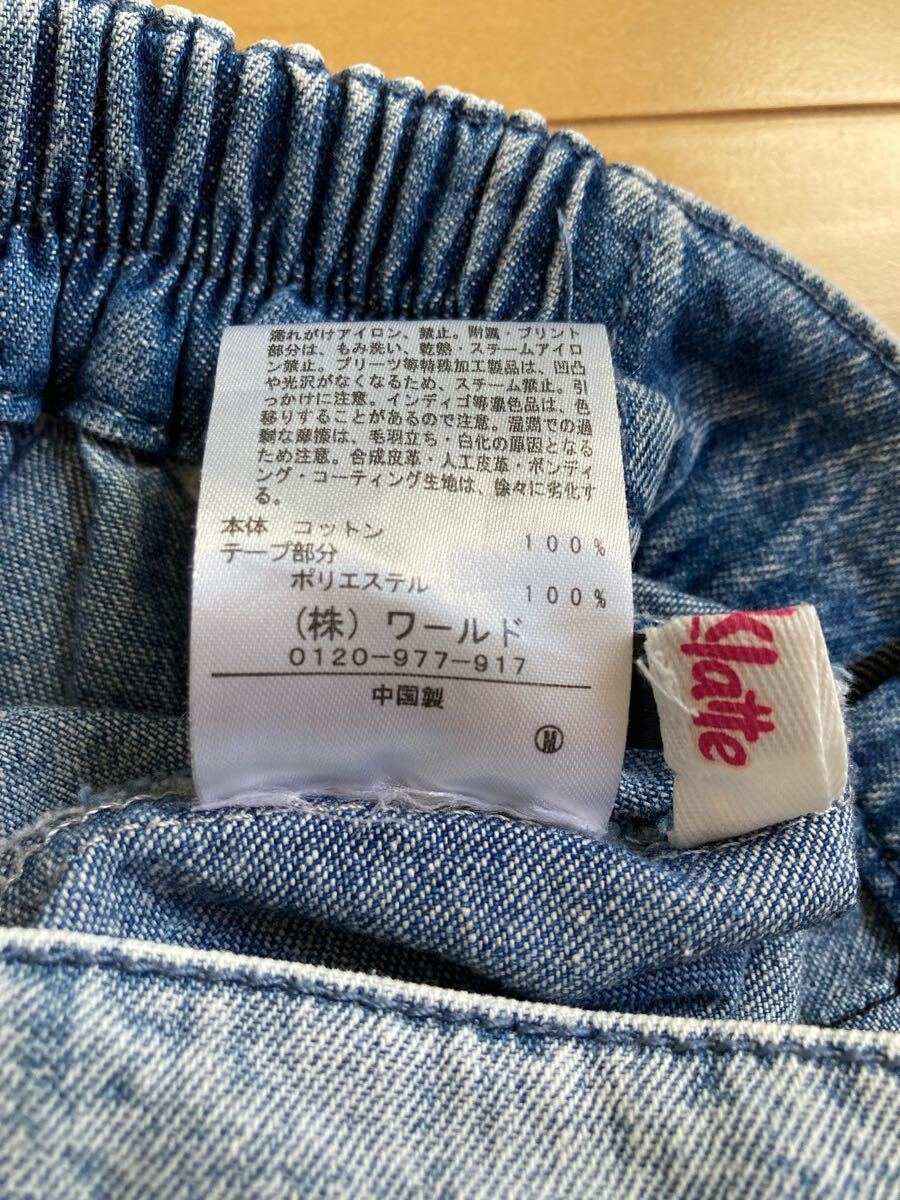 濡れがけアイロン、禁止。附属・プリント
部分は、もみ洗い、乾熱・スチームアイロ
ン禁止。プリーツ等特殊加工製品は、凹凸
や光沢がなくなるため、スチーム禁止。引
っかけに注意。インディゴ等濃色品は、色
移りすることがあるので注意。湿潤での過
剰な摩擦は、毛羽立ち・白化の原因となる
ため注意。合成皮革・人工皮革・ボンディ
ング・コーティング生地は、徐々に劣化す
る。
本体 コットン 100%
テープ部分
ポリエステル 100%
(株)ワールド
0120-977-917
中国製
latte